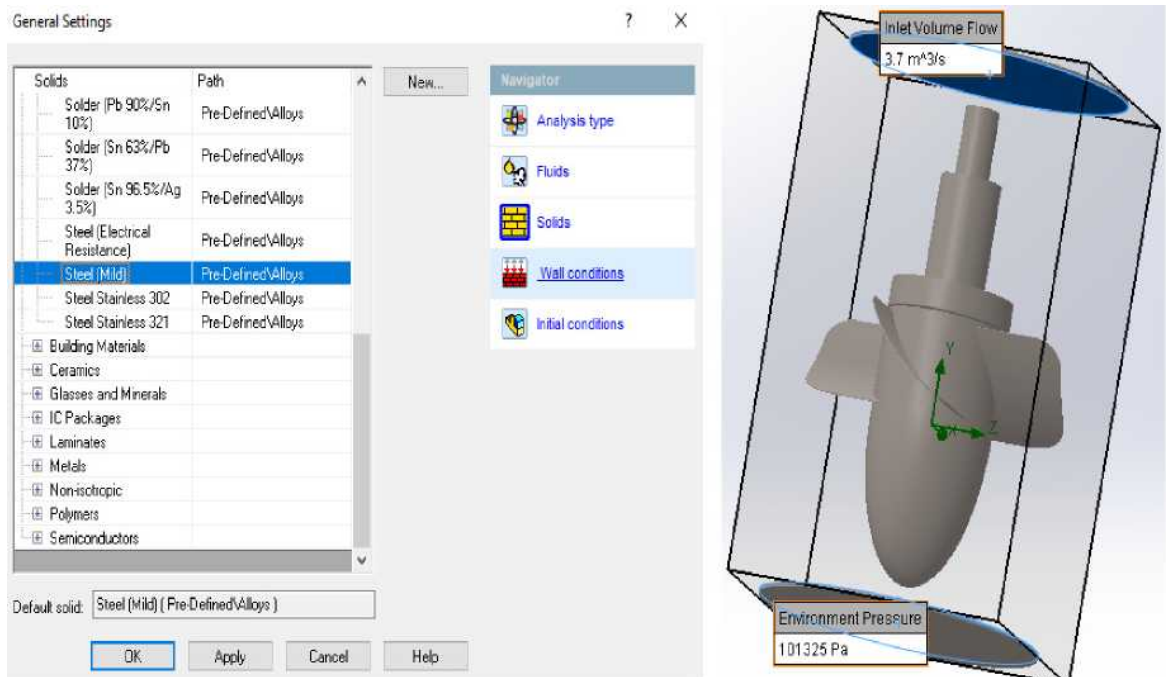 General Settings
?
X
Solids Path
Solder (Pb 90%/Sn
10%) Pre-Defined\Alloys
Solder (Sn 63%/Pb
37%) Pre-Defined\Alloys
Solder (Sn 96.5%/Ag
3.5%) Pre-Defined\Alloys
Steel (Electrical
Resistance) Pre-Defined\Alloys
Steel (Mild) Pre-Defined\Alloys
Steel Stainless 302 Pre-Defined\Alloys
Steel Stainless 321 Pre-Defined\Alloys
Building Materials
Ceramics
Glasses and Minerals
IC Packages
Laminates
Metals
Non-isotropic
Polymers
Semiconductors
Default solid: Steel (Mild) ( Pre-Defined\Alloys )
OK Apply Cancel Help
New...
Navigator
Analysis type
Fluids
Solids
Wall conditions
Initial conditions
Inlet Volume Flow
3.7 m^3/s
Y
Z
X
Environment Pressure
101325 Pa